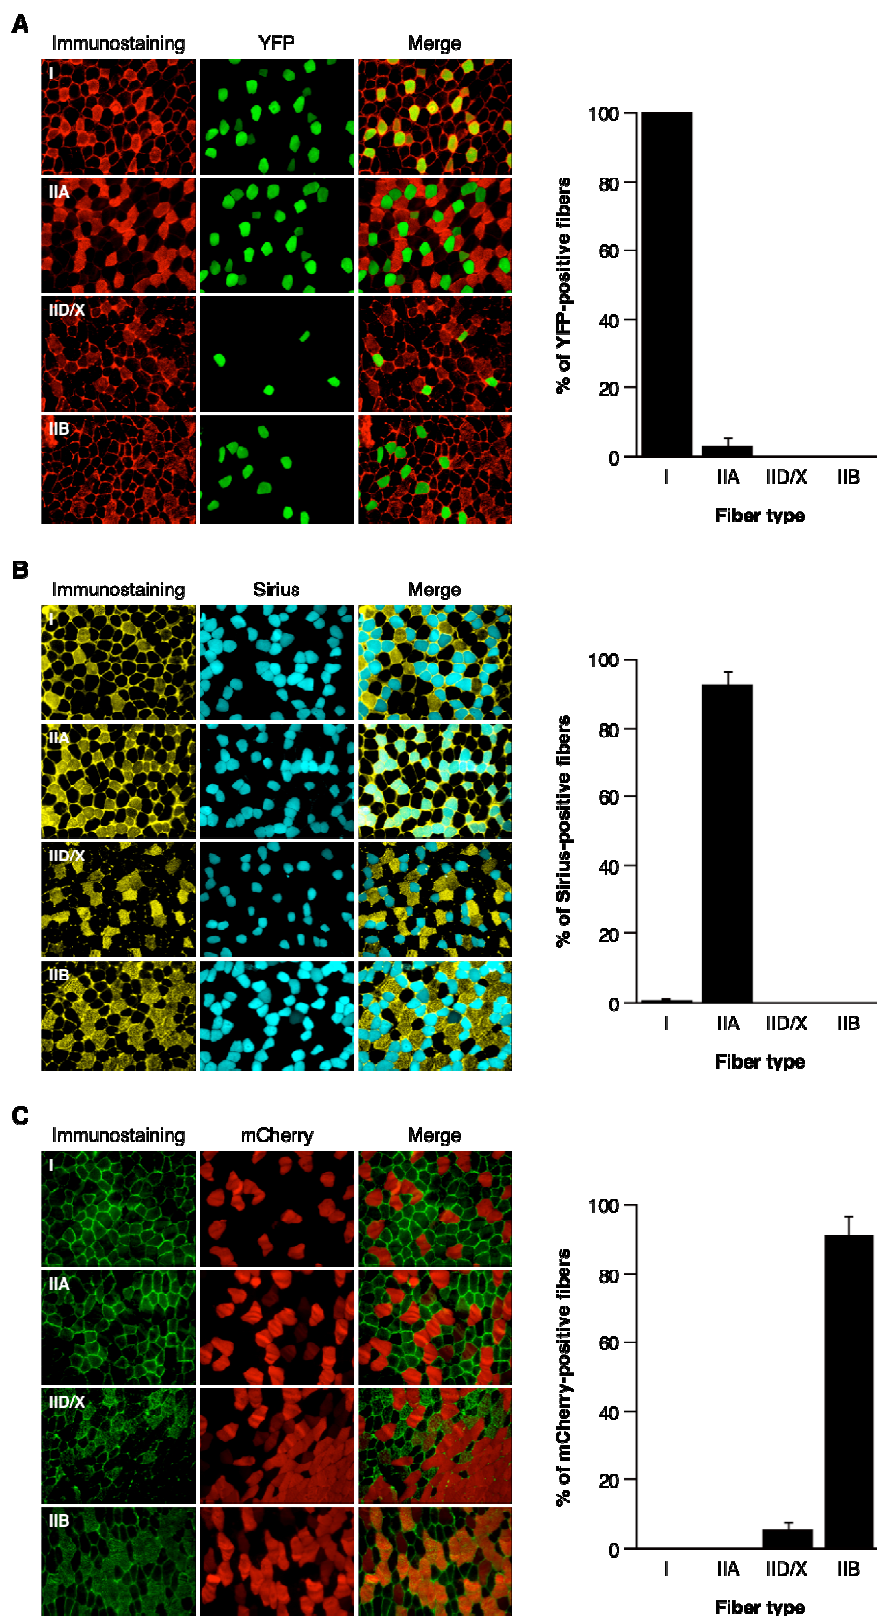 A
Immunostaining YFP Merge
I
IIA
IID/X
IIB
% of YFP-positive fibers
100
80
60
40
20
0
I IIA IID/X IIB
Fiber type
B
Immunostaining Sirius Merge
I
IIA
IID/X
IIB
% of Sirius-positive fibers
100
80
60
40
20
0
I IIA IID/X IIB
Fiber type
C
Immunostaining mCherry Merge
I
IIA
IID/X
IIB
% of mCherry-positive fibers
100
80
60
40
20
0
I IIA IID/X IIB
Fiber type